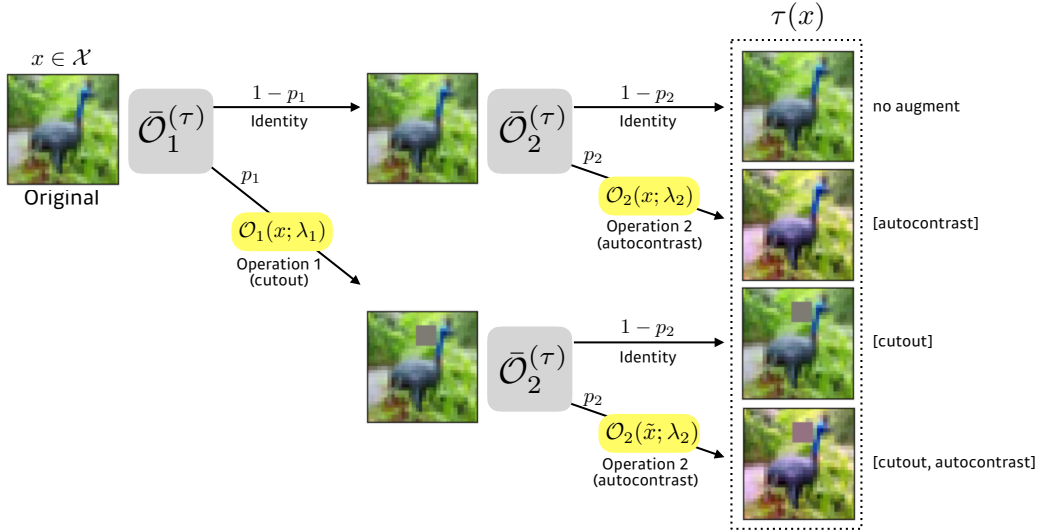 τ(x)
x ∈ 𝒳
Original
𝒪̄₁^(τ)
1 − p₁
Identity
𝒪̄₂^(τ)
1 − p₂
Identity
no augment
p₁
𝒪₁(x; λ₁)
Operation 1
(cutout)
p₂
𝒪₂(x; λ₂)
Operation 2
(autocontrast)
[autocontrast]
𝒪̄₂^(τ)
1 − p₂
Identity
[cutout]
p₂
𝒪₂(x̃; λ₂)
Operation 2
(autocontrast)
[cutout, autocontrast]